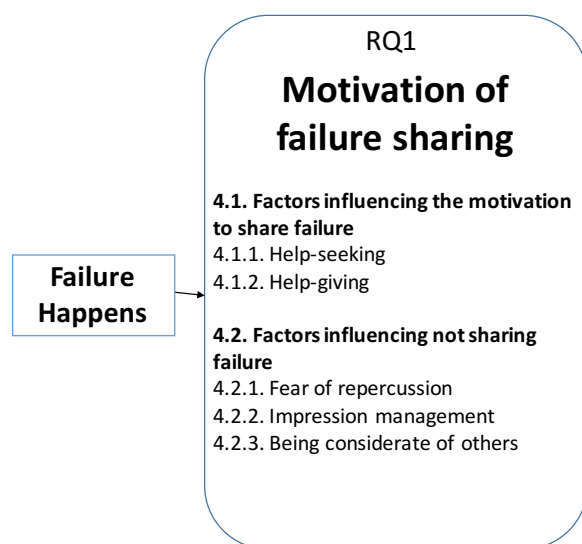 RQ1
Motivation of
failure sharing
4.1. Factors influencing the motivation
to share failure
4.1.1. Help-seeking
4.1.2. Help-giving
Failure
Happens
4.2. Factors influencing not sharing
failure
4.2.1. Fear of repercussion
4.2.2. Impression management
4.2.3. Being considerate of others